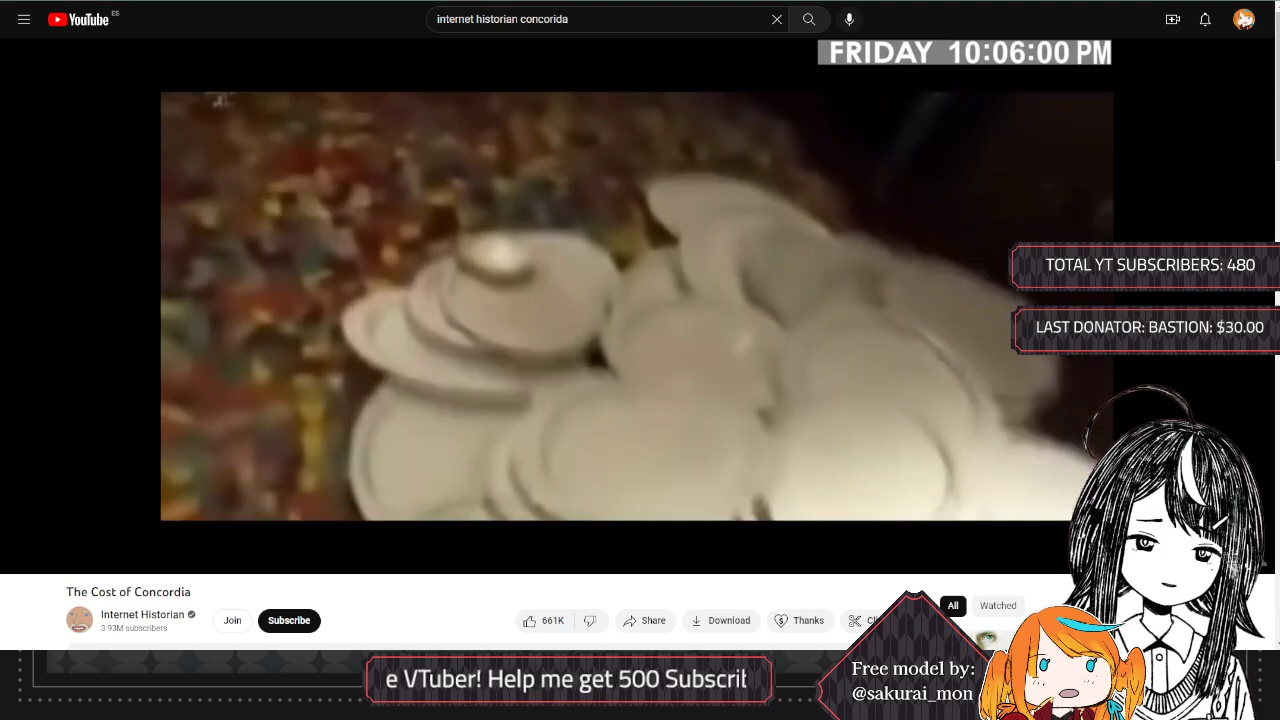 YouTube ES
internet historian concorida
FRIDAY 10:06:00 PM
TOTAL YT SUBSCRIBERS: 480
LAST DONATOR: BASTION: $30.00
The Cost of Concordia
Internet Historian
3.93M subscribers
Join
Subscribe
661K
Share
Download
Thanks
All
Watched
e VTuber! Help me get 500 Subscrib
Free model by:
@sakurai_mon